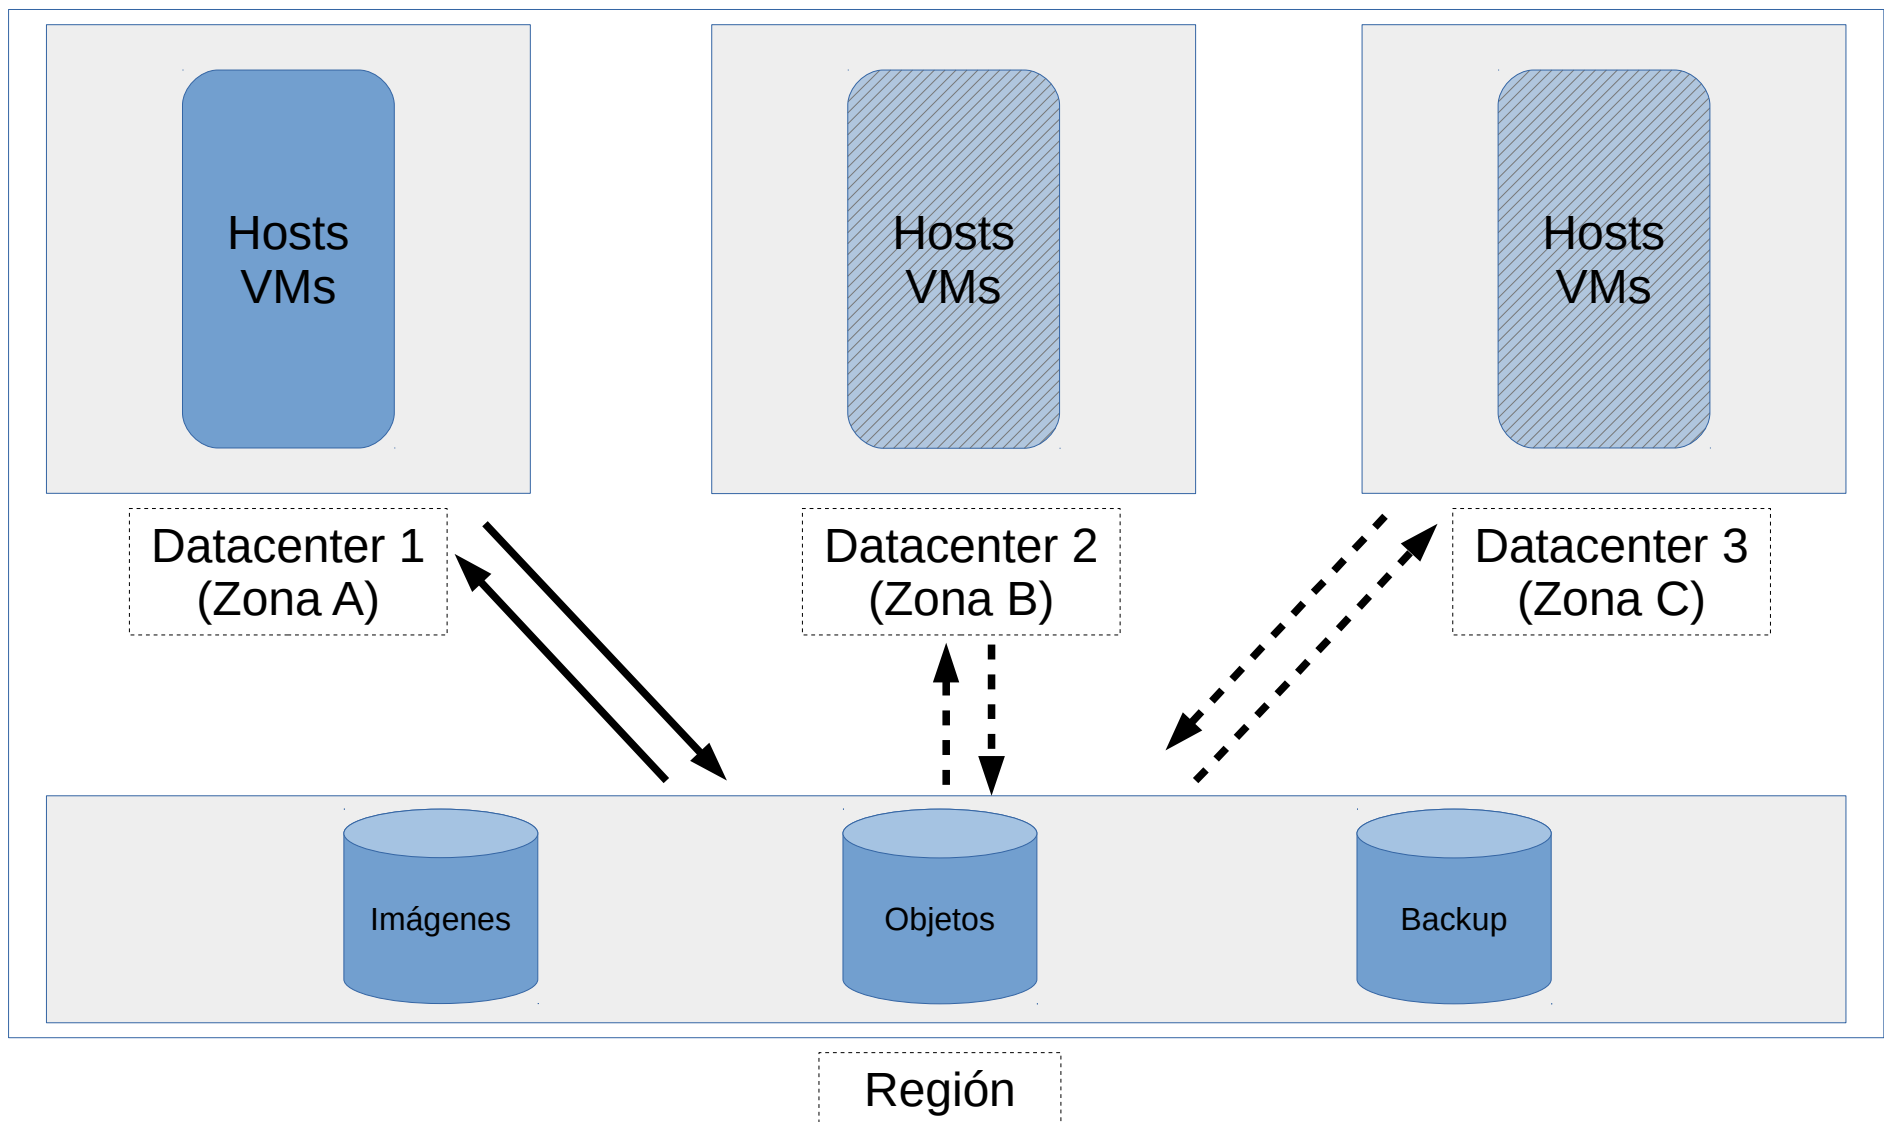 Hosts
VMs
Hosts
VMs
Hosts
VMs
Datacenter 1
(Zona A)
Datacenter 2
(Zona B)
Datacenter 3
(Zona C)
Imágenes
Objetos
Backup
Región